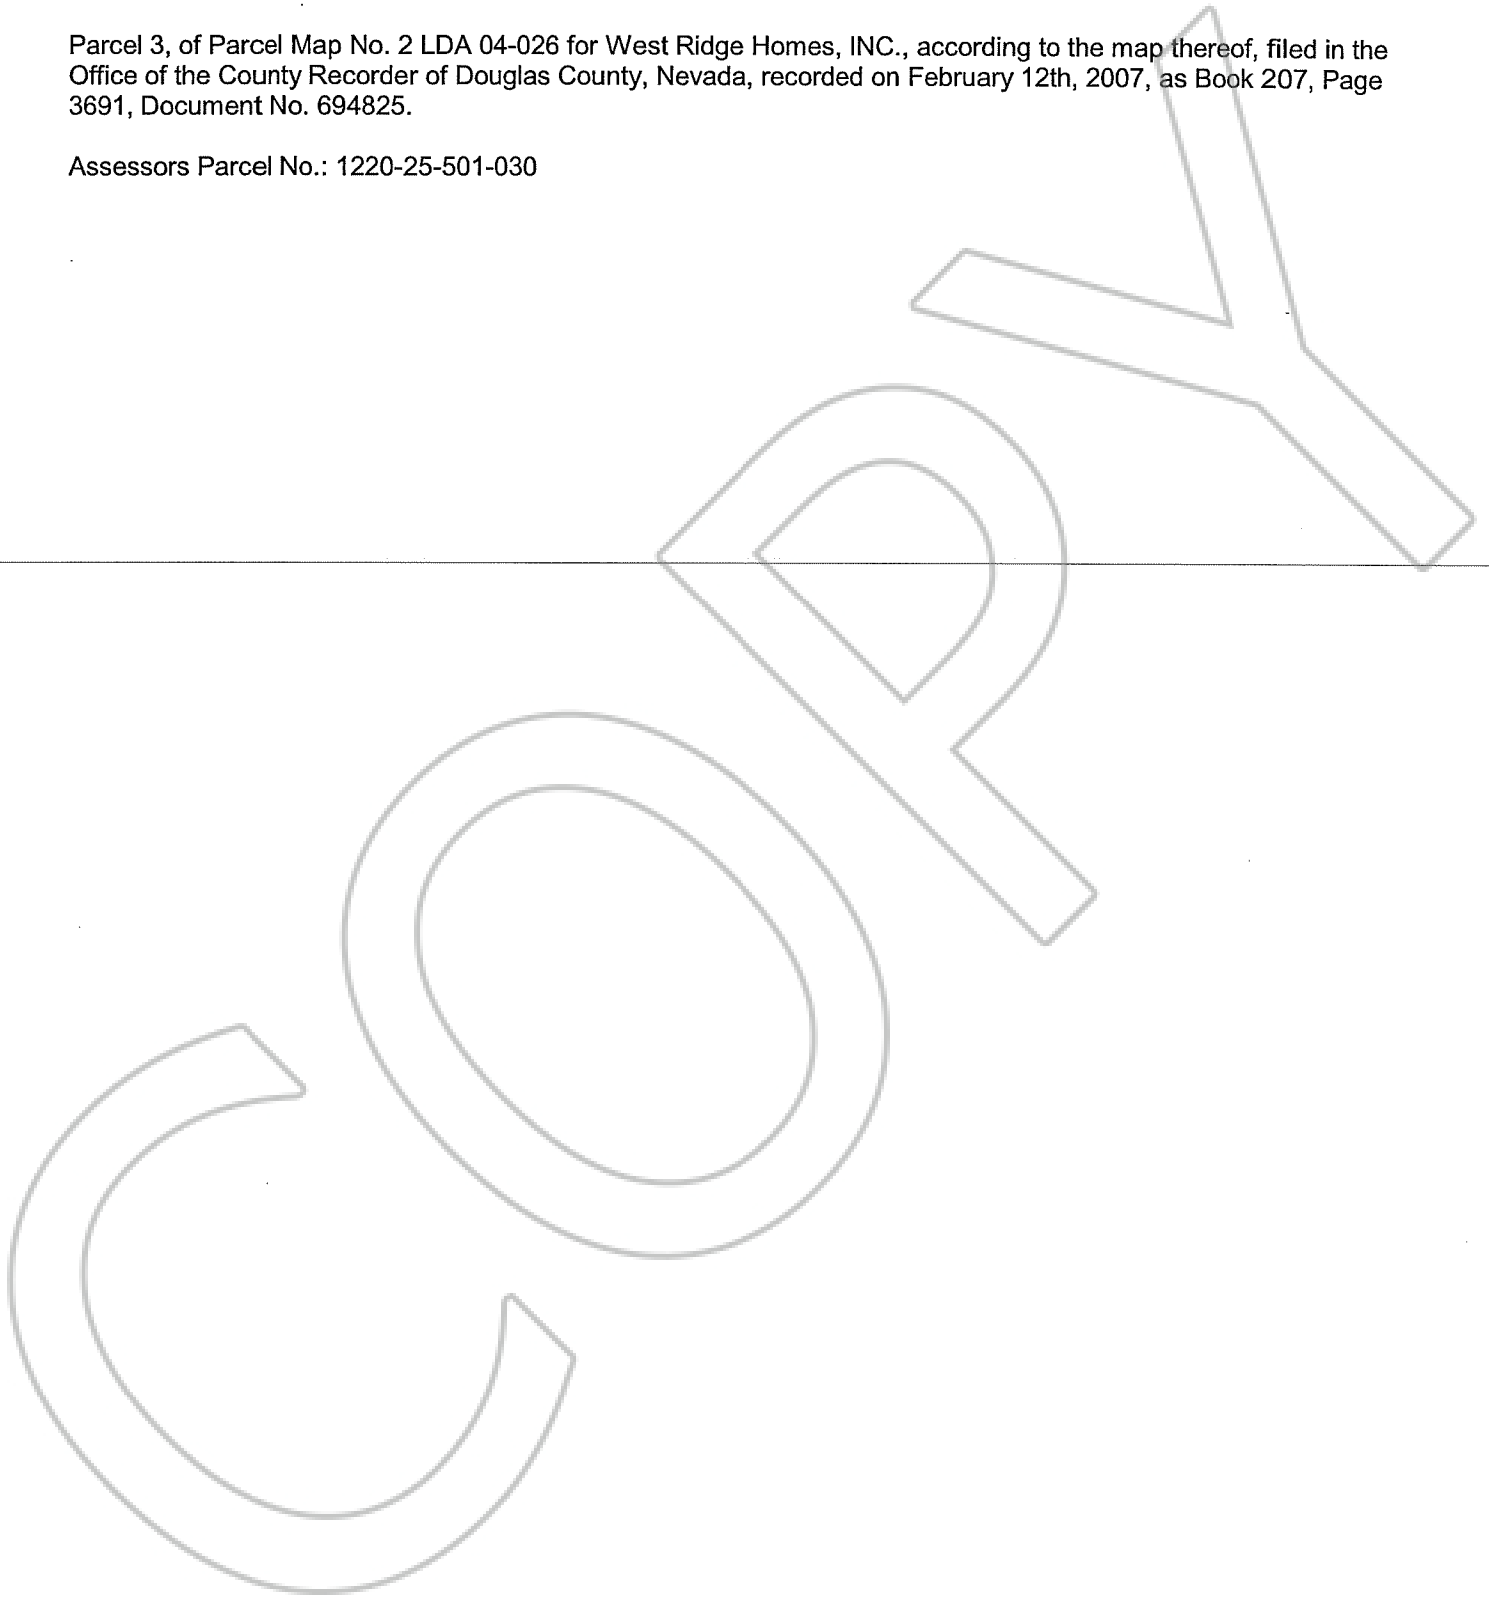 Parcel 3, of Parcel Map No. 2 LDA 04-026 for West Ridge Homes, INC., according to the map thereof, filed in the
Office of the County Recorder of Douglas County, Nevada, recorded on February 12th, 2007, as Book 207, Page
3691, Document No. 694825.
Assessors Parcel No.: 1220-25-501-030
COPY